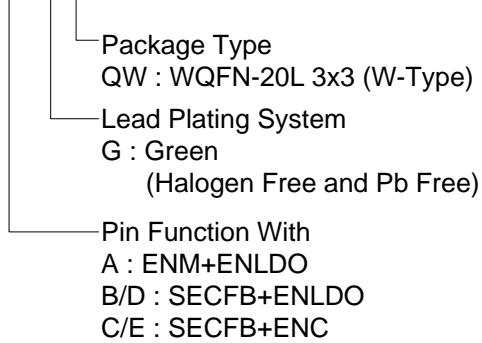 Package Type
QW : WQFN-20L 3x3 (W-Type)
Lead Plating System
G : Green
(Halogen Free and Pb Free)
Pin Function With
A : ENM+ENLDO
B/D : SECFB+ENLDO
C/E : SECFB+ENC